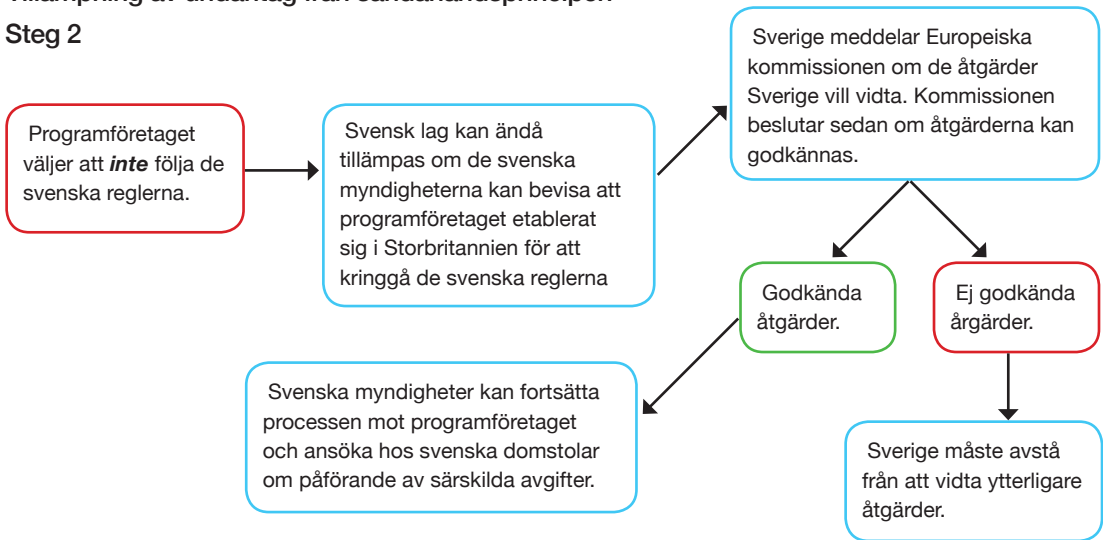 Steg 2
Programföretaget
väljer att inte följa de
svenska reglerna.
Svensk lag kan ändå
tillämpas om de svenska
myndigheterna kan bevisa att
programföretaget etablerat
sig i Storbritannien för att
kringgå de svenska reglerna
Sverige meddelar Europeiska
kommissionen om de åtgärder
Sverige vill vidta. Kommissionen
beslutar sedan om åtgärderna kan
godkännas.
Godkända
åtgärder.
Ej godkända
årgärder.
Svenska myndigheter kan fortsätta
processen mot programföretaget
och ansöka hos svenska domstolar
om påförande av särskilda avgifter.
Sverige måste avstå
från att vidta ytterligare
åtgärder.